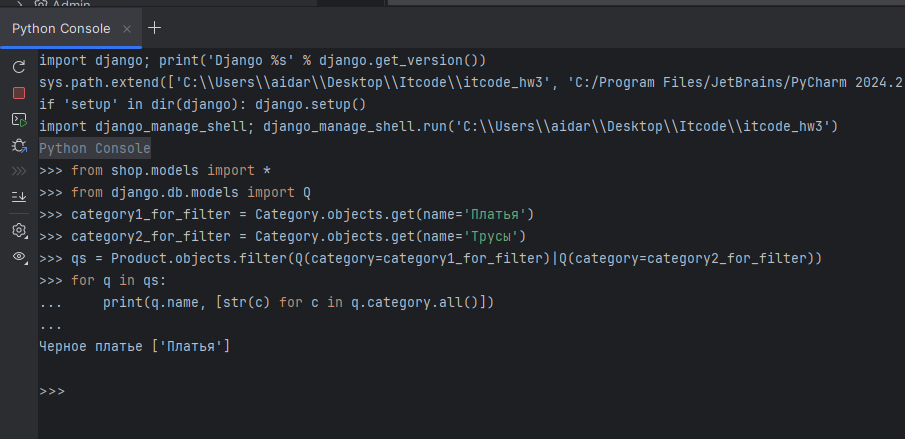 Admin
Python Console × +
import django; print('Django %s' % django.get_version())
sys.path.extend(['C:\\Users\\aidar\\Desktop\\Itcode\\itcode_hw3', 'C:/Program Files/JetBrains/PyCharm 2024.2
if 'setup' in dir(django): django.setup()
import django_manage_shell; django_manage_shell.run('C:\\Users\\aidar\\Desktop\\Itcode\\itcode_hw3')
Python Console
>>> from shop.models import *
>>> from django.db.models import Q
>>> category1_for_filter = Category.objects.get(name='Платья')
>>> category2_for_filter = Category.objects.get(name='Трусы')
>>> qs = Product.objects.filter(Q(category=category1_for_filter)|Q(category=category2_for_filter))
>>> for q in qs:
...     print(q.name, [str(c) for c in q.category.all()])
...
Черное платье ['Платья']
>>>